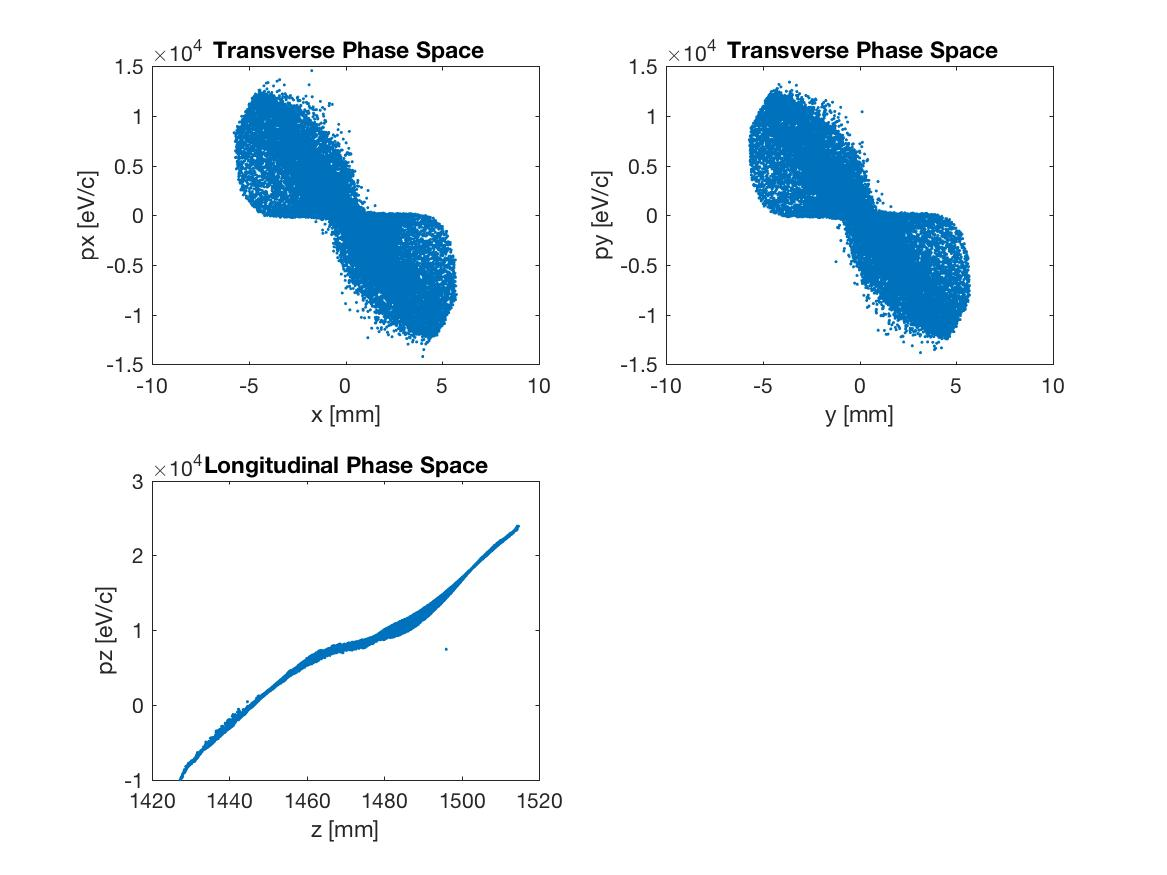 ×10⁴ Transverse Phase Space
1.5
1
0.5
0
-0.5
-1
-1.5
px [eV/c]
-10 -5 0 5 10
x [mm]
×10⁴ Transverse Phase Space
1.5
1
0.5
0
-0.5
-1
-1.5
py [eV/c]
-10 -5 0 5 10
y [mm]
×10⁴ Longitudinal Phase Space
3
2
1
0
-1
pz [eV/c]
1420 1440 1460 1480 1500 1520
z [mm]